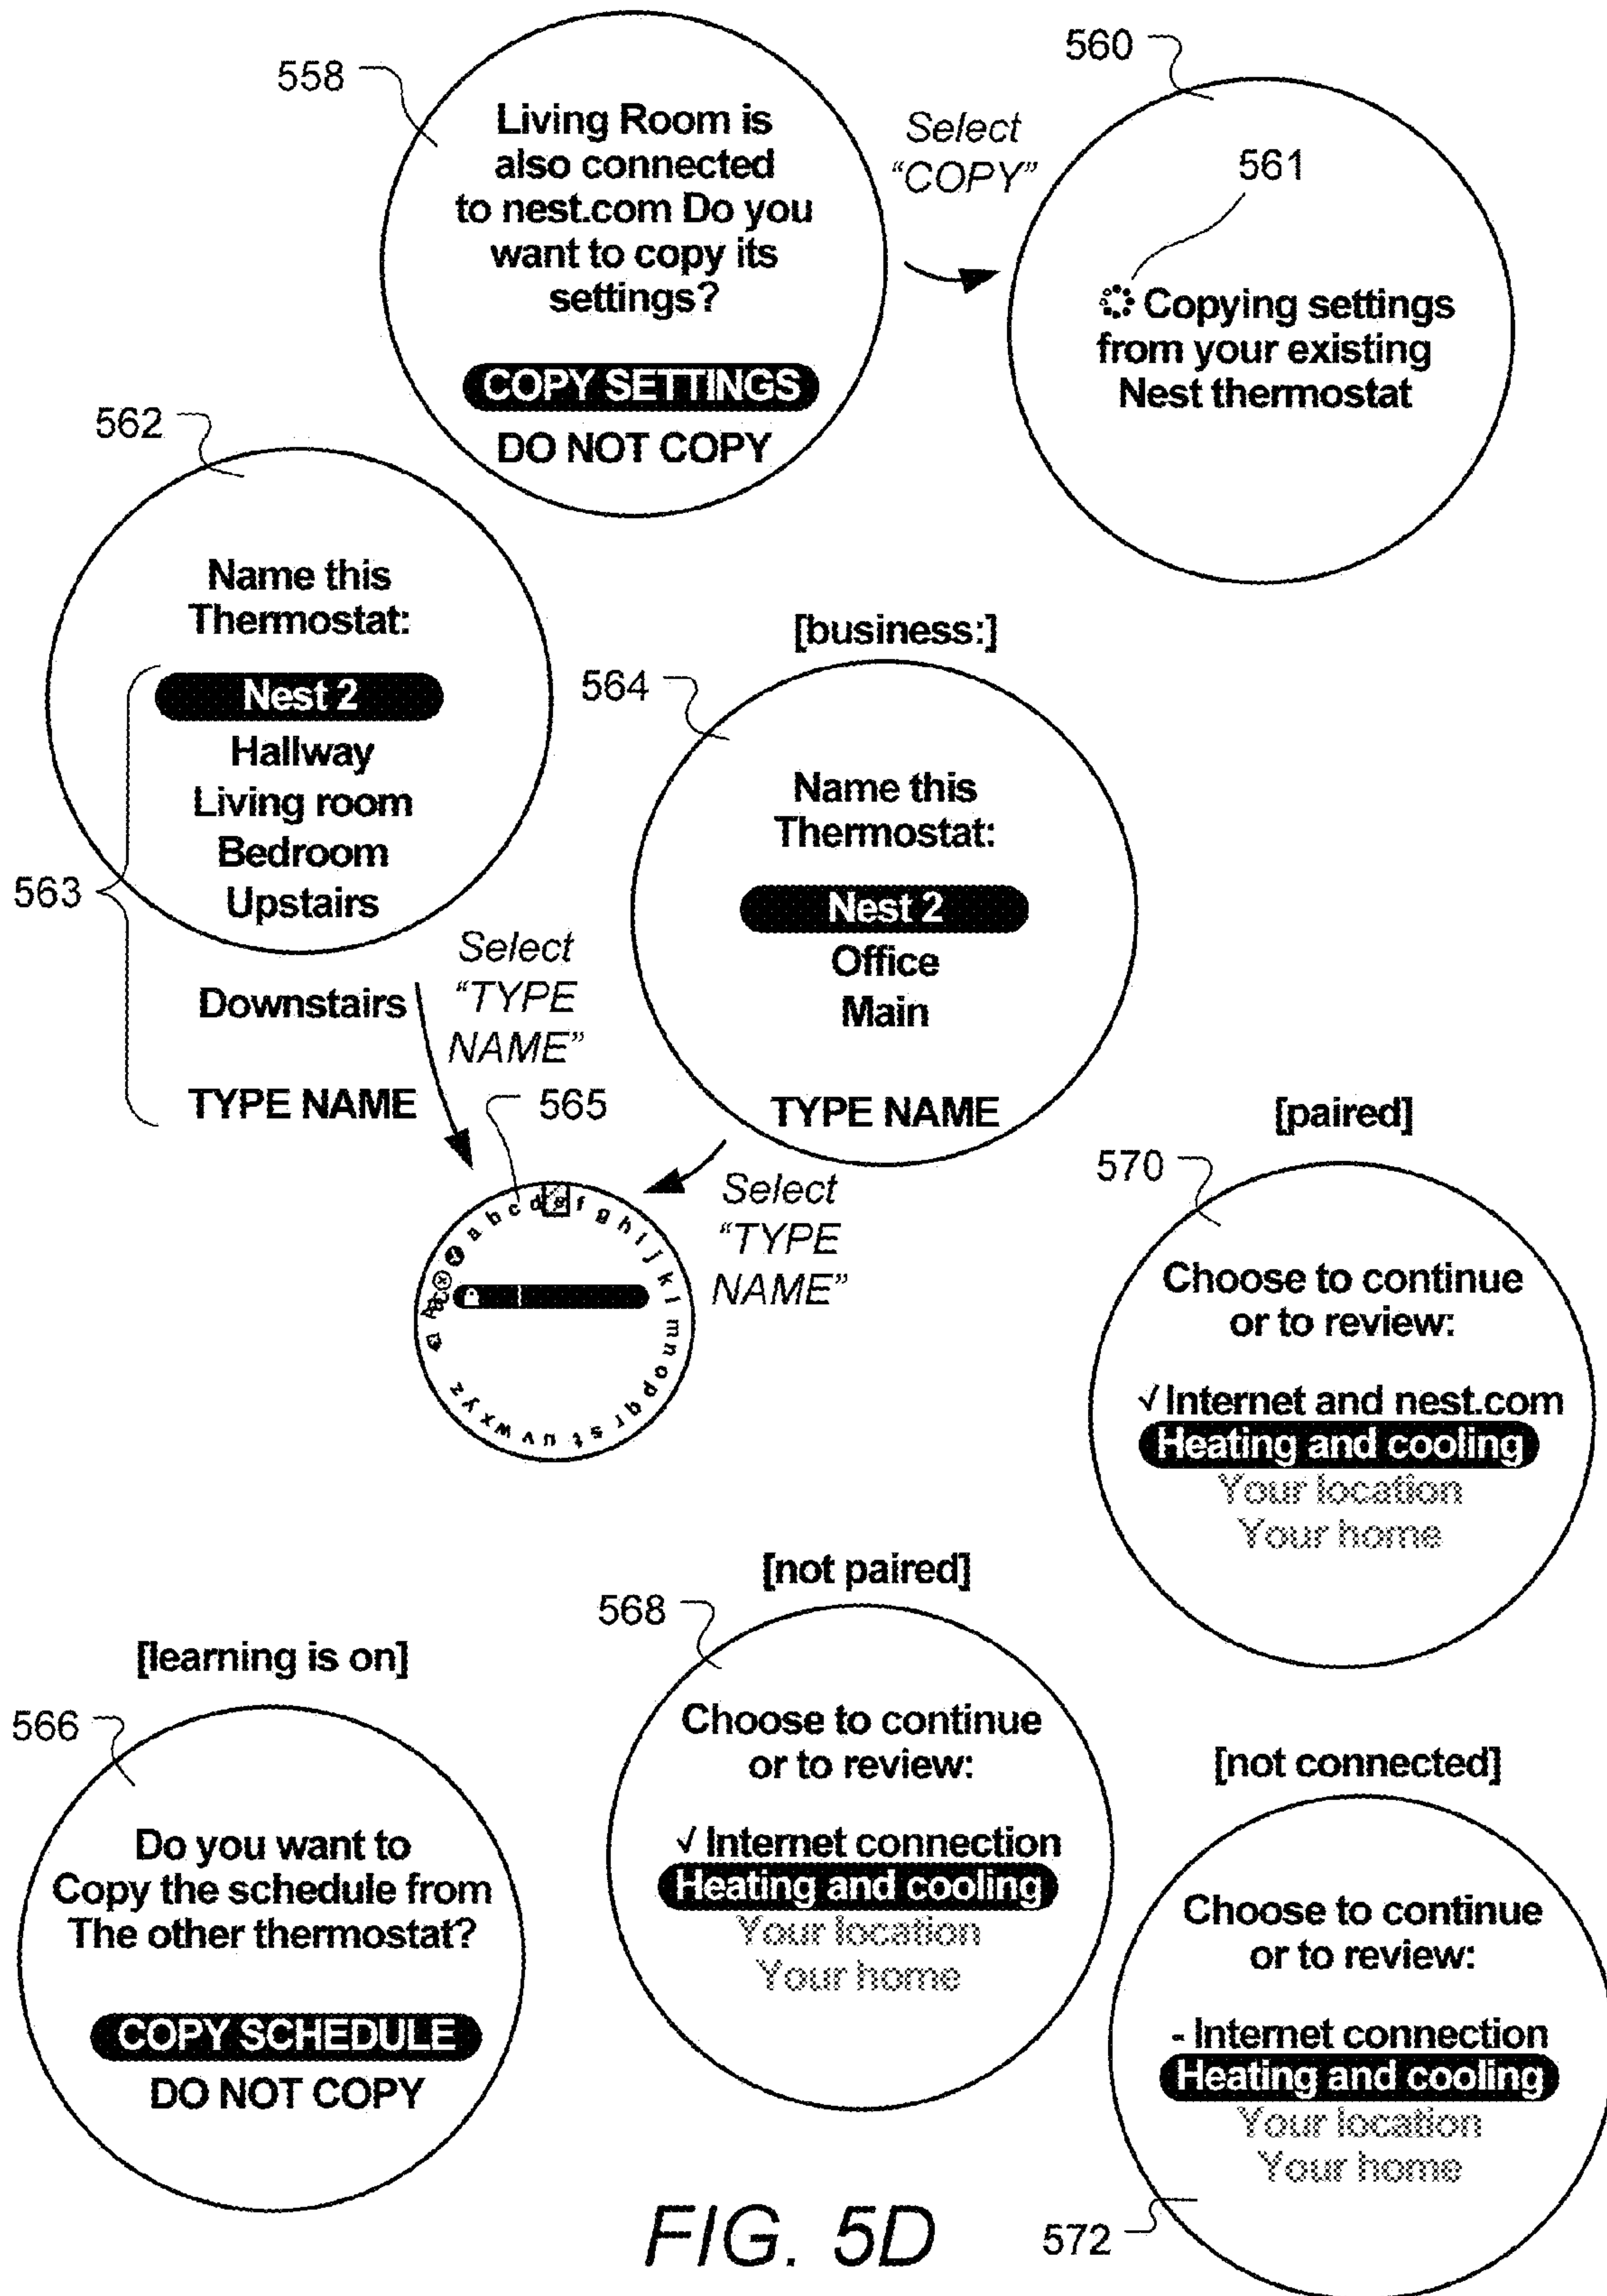 558
Living Room is
also connected
to nest.com Do you
want to copy its
settings?
COPY SETTINGS
DO NOT COPY
Select
“COPY”
560
561
Copying settings
from your existing
Nest thermostat
562
Name this
Thermostat:
563
Nest 2
Hallway
Living room
Bedroom
Upstairs
Downstairs
TYPE NAME
Select
“TYPE
NAME”
[business:]
564
Name this
Thermostat:
Nest 2
Office
Main
TYPE NAME
Select
“TYPE
NAME”
565
a b c d e f g h i j k l m n o p q r s t u v w x y z
[paired]
570
Choose to continue
or to review:
√ Internet and nest.com
Heating and cooling
Your location
Your home
[not paired]
568
Choose to continue
or to review:
√ Internet connection
Heating and cooling
Your location
Your home
[learning is on]
566
Do you want to
Copy the schedule from
The other thermostat?
COPY SCHEDULE
DO NOT COPY
[not connected]
Choose to continue
or to review:
- Internet connection
Heating and cooling
Your location
Your home
572
FIG. 5D